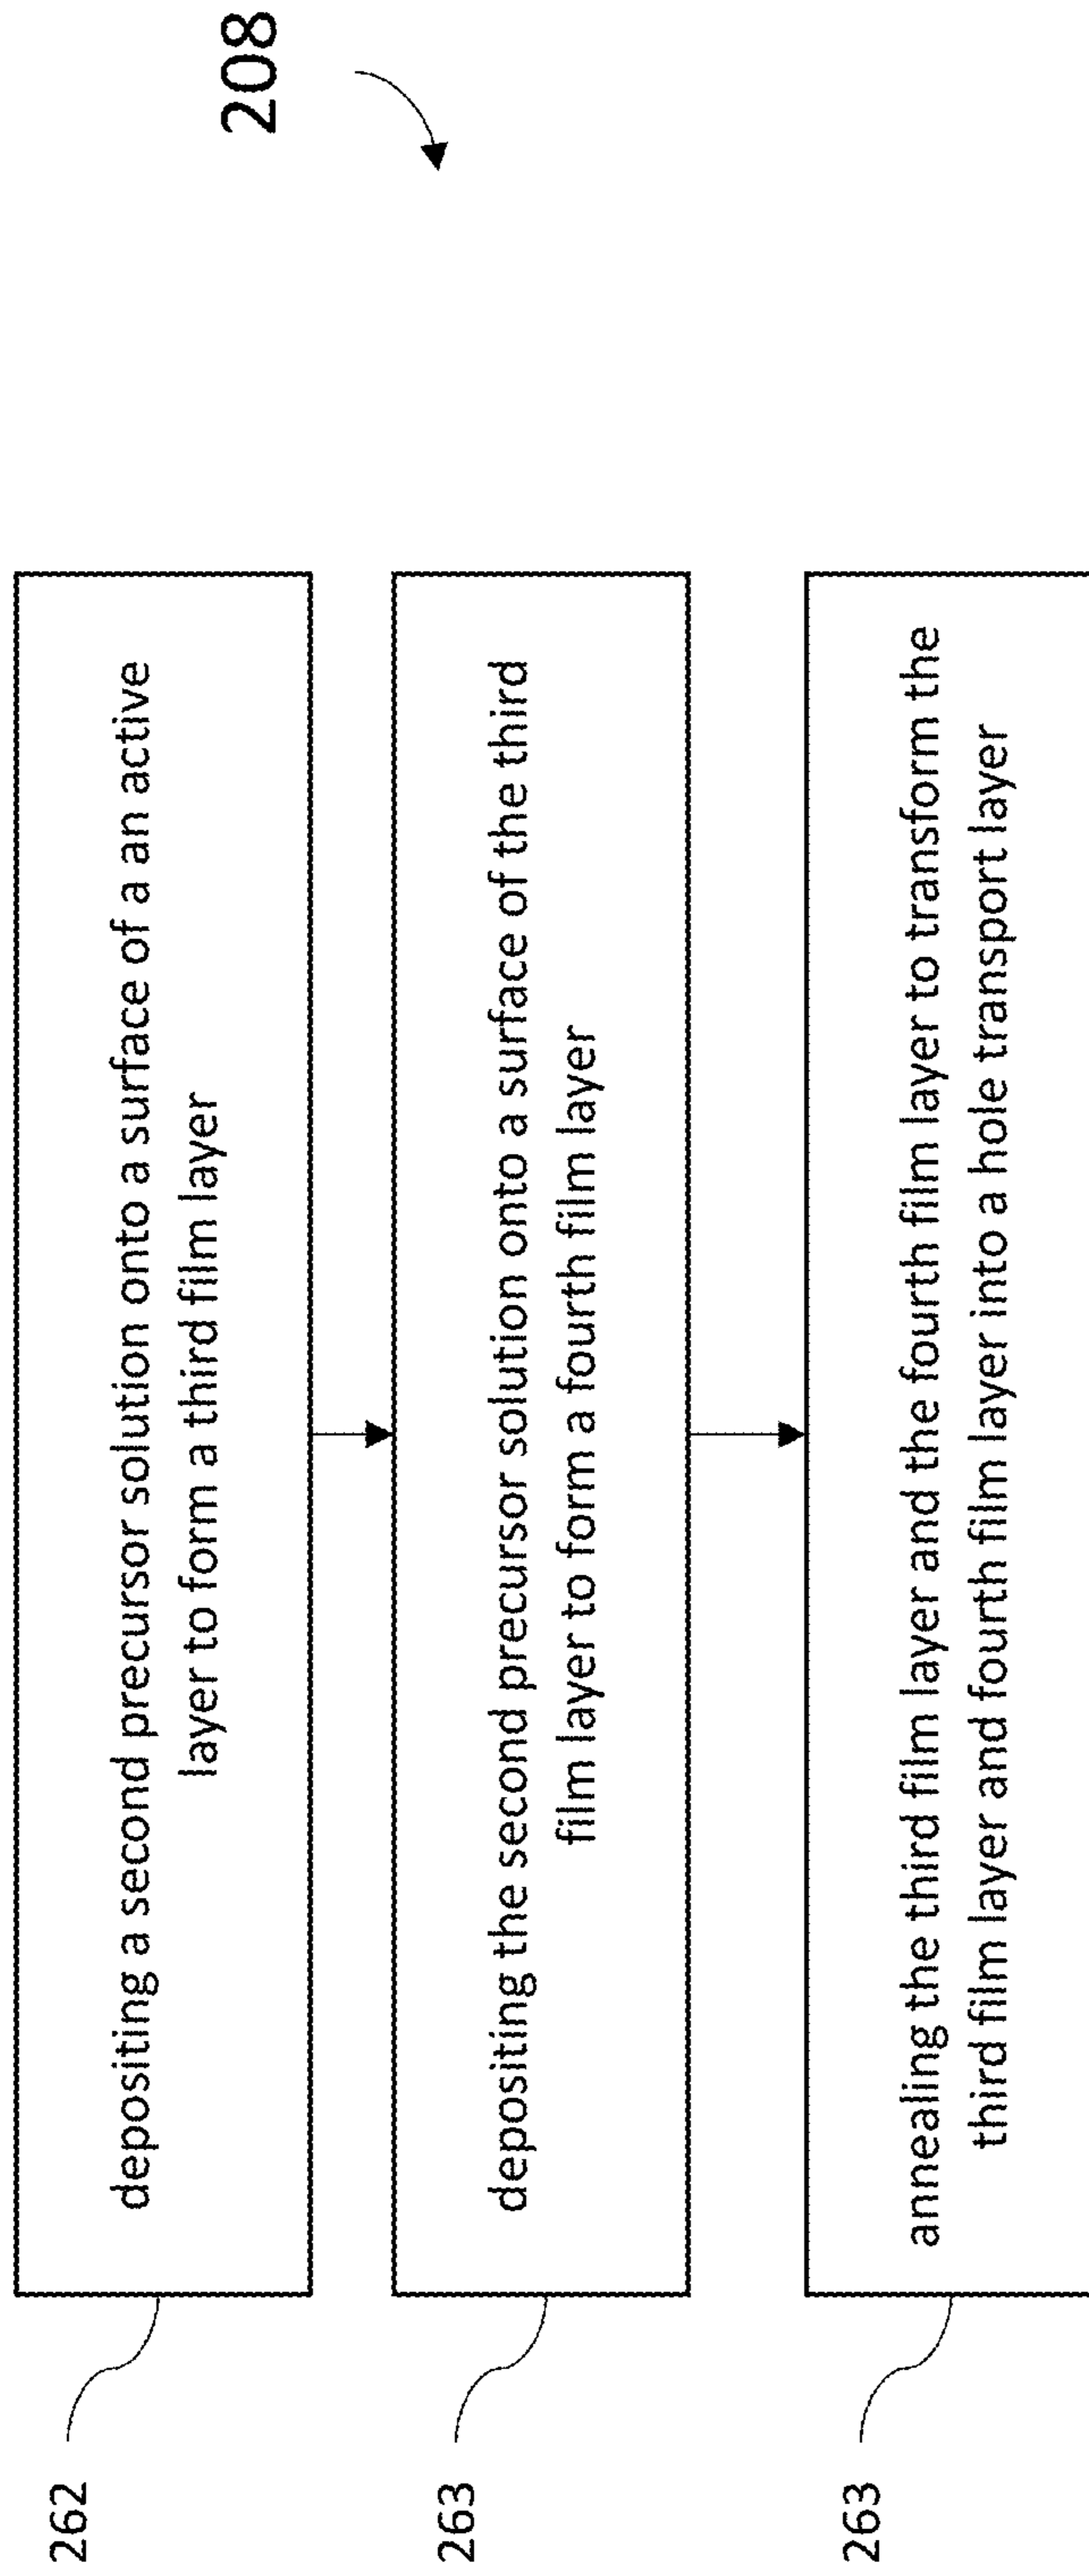 208
262
depositing a second precursor solution onto a surface of a an active
layer to form a third film layer
263
depositing the second precursor solution onto a surface of the third
film layer to form a fourth film layer
263
annealing the third film layer and the fourth film layer to transform the
third film layer and fourth film layer into a hole transport layer